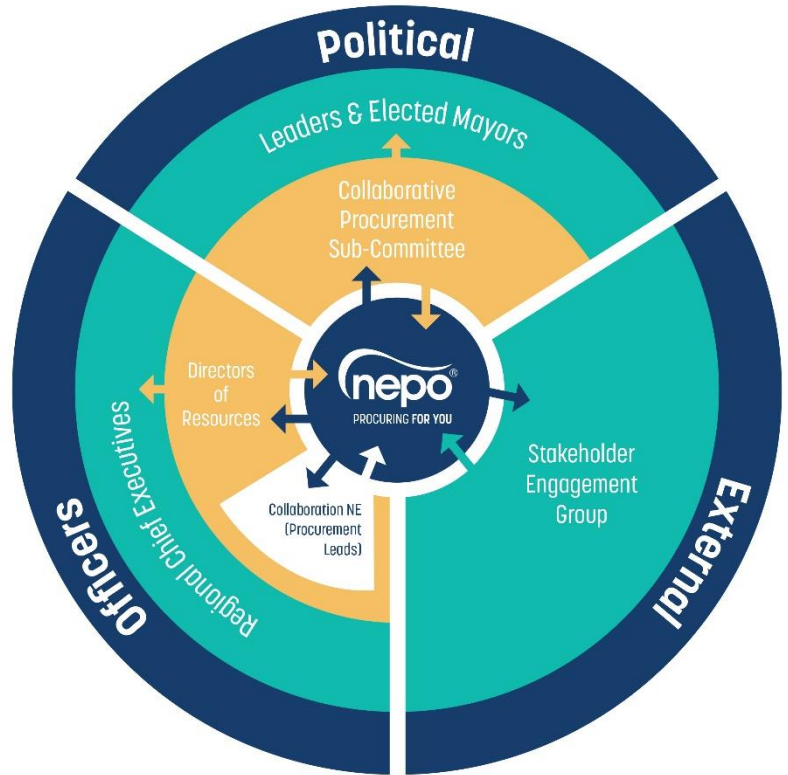 Political
Leaders & Elected Mayors
Collaborative
Procurement
Sub-Committee
Directors
of
Resources
nepo®
PROCURING FOR YOU
Collaboration NE
(Procurement
Leads)
Stakeholder
Engagement
Group
Regional Chief Executives
Officers
External